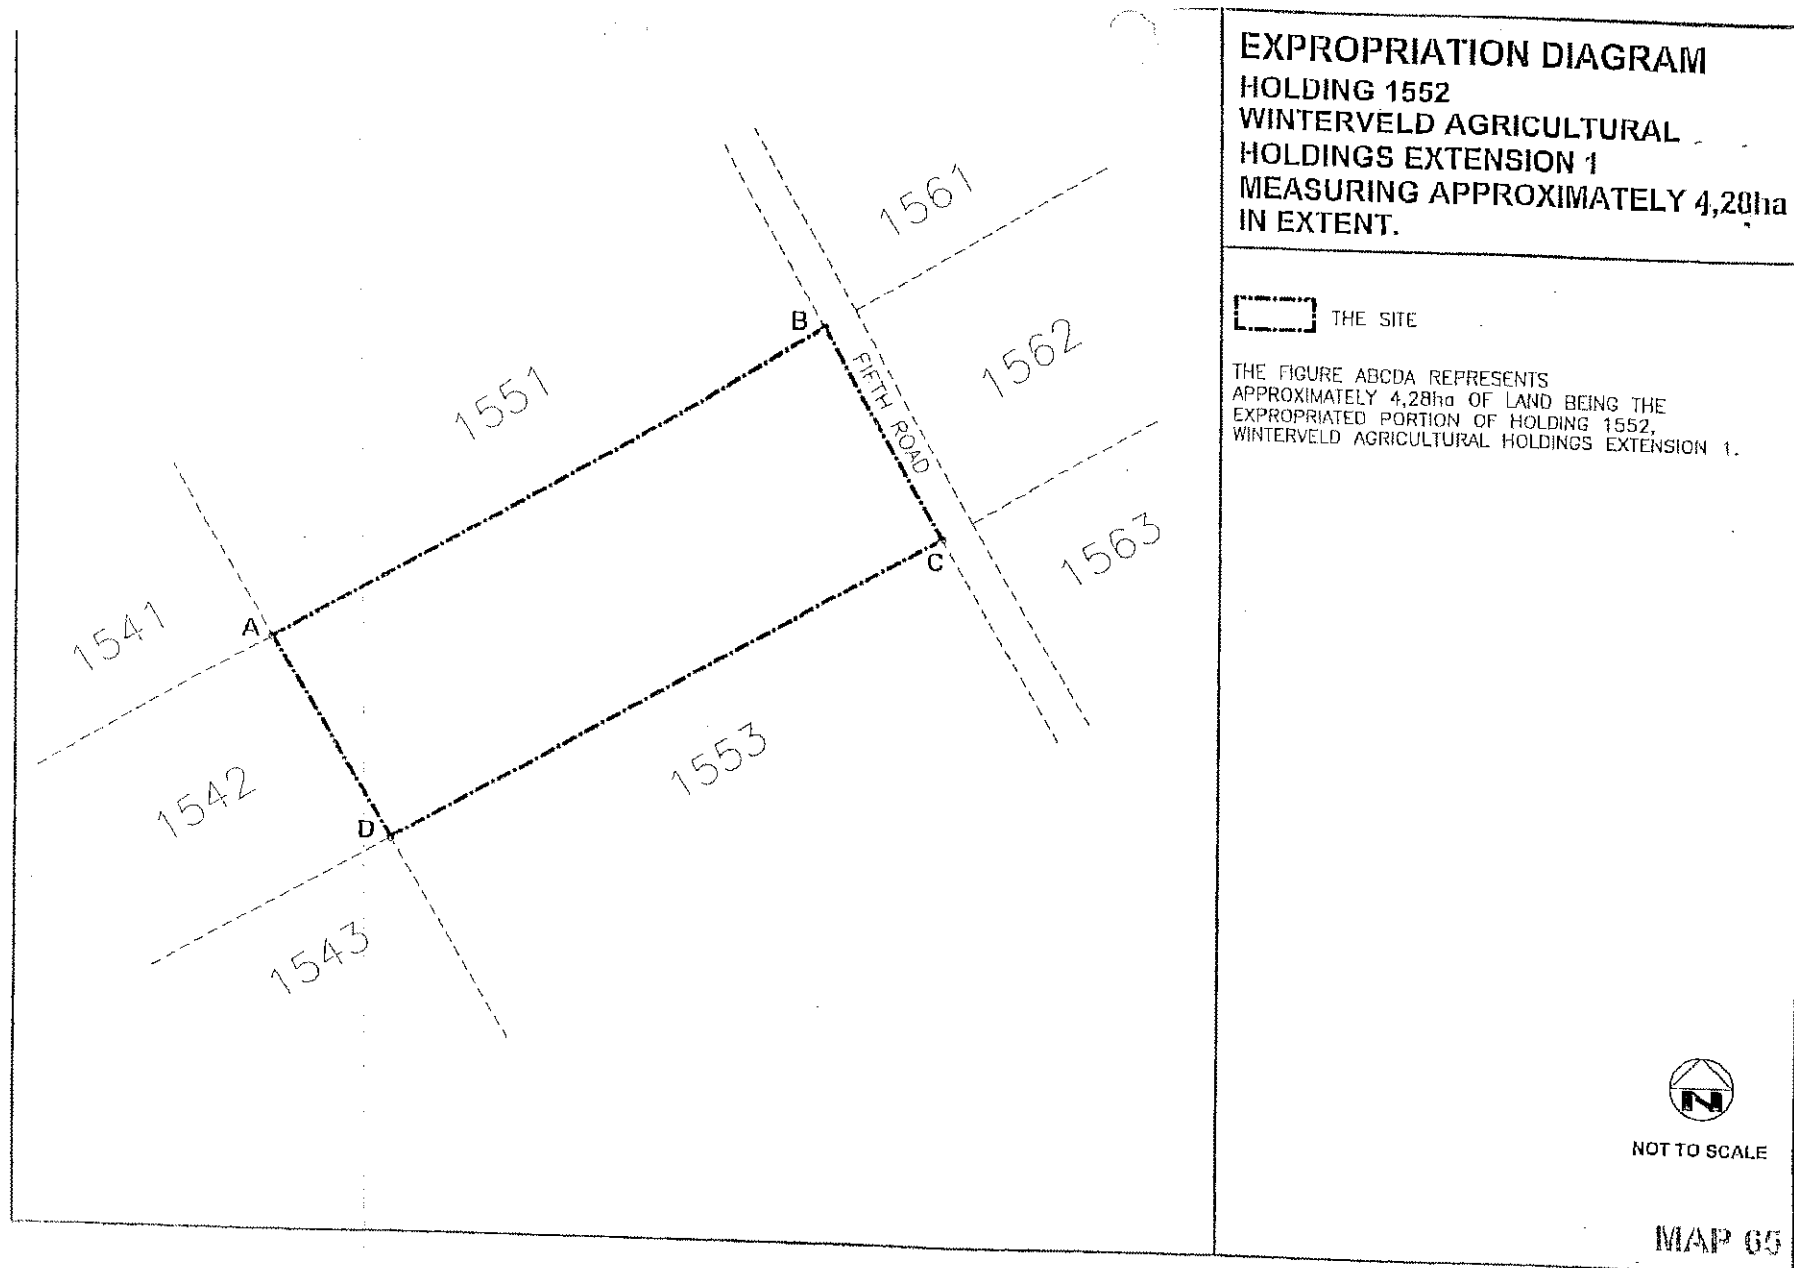 EXPROPRIATION DIAGRAM
HOLDING 1552
WINTERVELD AGRICULTURAL
HOLDINGS EXTENSION 1
MEASURING APPROXIMATELY 4,28ha
IN EXTENT.
THE SITE
THE FIGURE ABCDA REPRESENTS
APPROXIMATELY 4,28ha OF LAND BEING THE
EXPROPRIATED PORTION OF HOLDING 1552,
WINTERVELD AGRICULTURAL HOLDINGS EXTENSION 1.
1561
B
1562
FIFTH ROAD
1551
C
1563
A
1541
1542
D
1553
1543
N
NOT TO SCALE
MAP 65